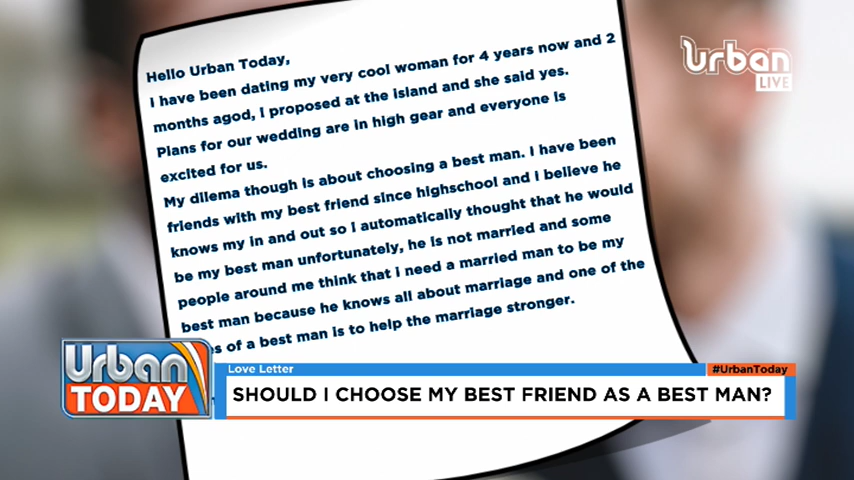 Hello Urban Today,
I have been dating my very cool woman for 4 years now and 2
months agod, i proposed at the island and she said yes.
Plans for our wedding are in high gear and everyone is
excited for us.
My dilema though is about choosing a best man. I have been
friends with my best friend since highschool and i believe he
knows my in and out so i automatically thought that he would
be my best man unfortunately, he is not married and some
people around me think that i need a married man to be my
best man because he knows all about marriage and one of the
of a best man is to help the marriage stronger.
Urban
LIVE
Urban
TODAY
Love Letter
#UrbanToday
SHOULD I CHOOSE MY BEST FRIEND AS A BEST MAN?